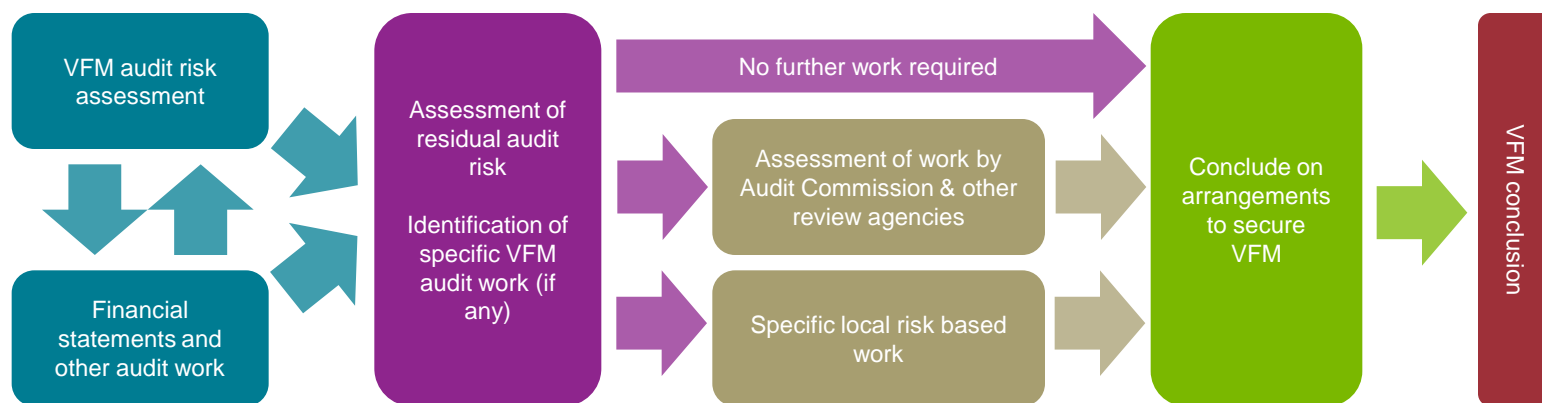 VFM audit risk
assessment
Financial
statements and
other audit work
Assessment of
residual audit
risk
Identification of
specific VFM
audit work (if
any)
No further work required
Assessment of work by
Audit Commission & other
review agencies
Specific local risk based
work
Conclude on
arrangements
to secure
VFM
VFM conclusion